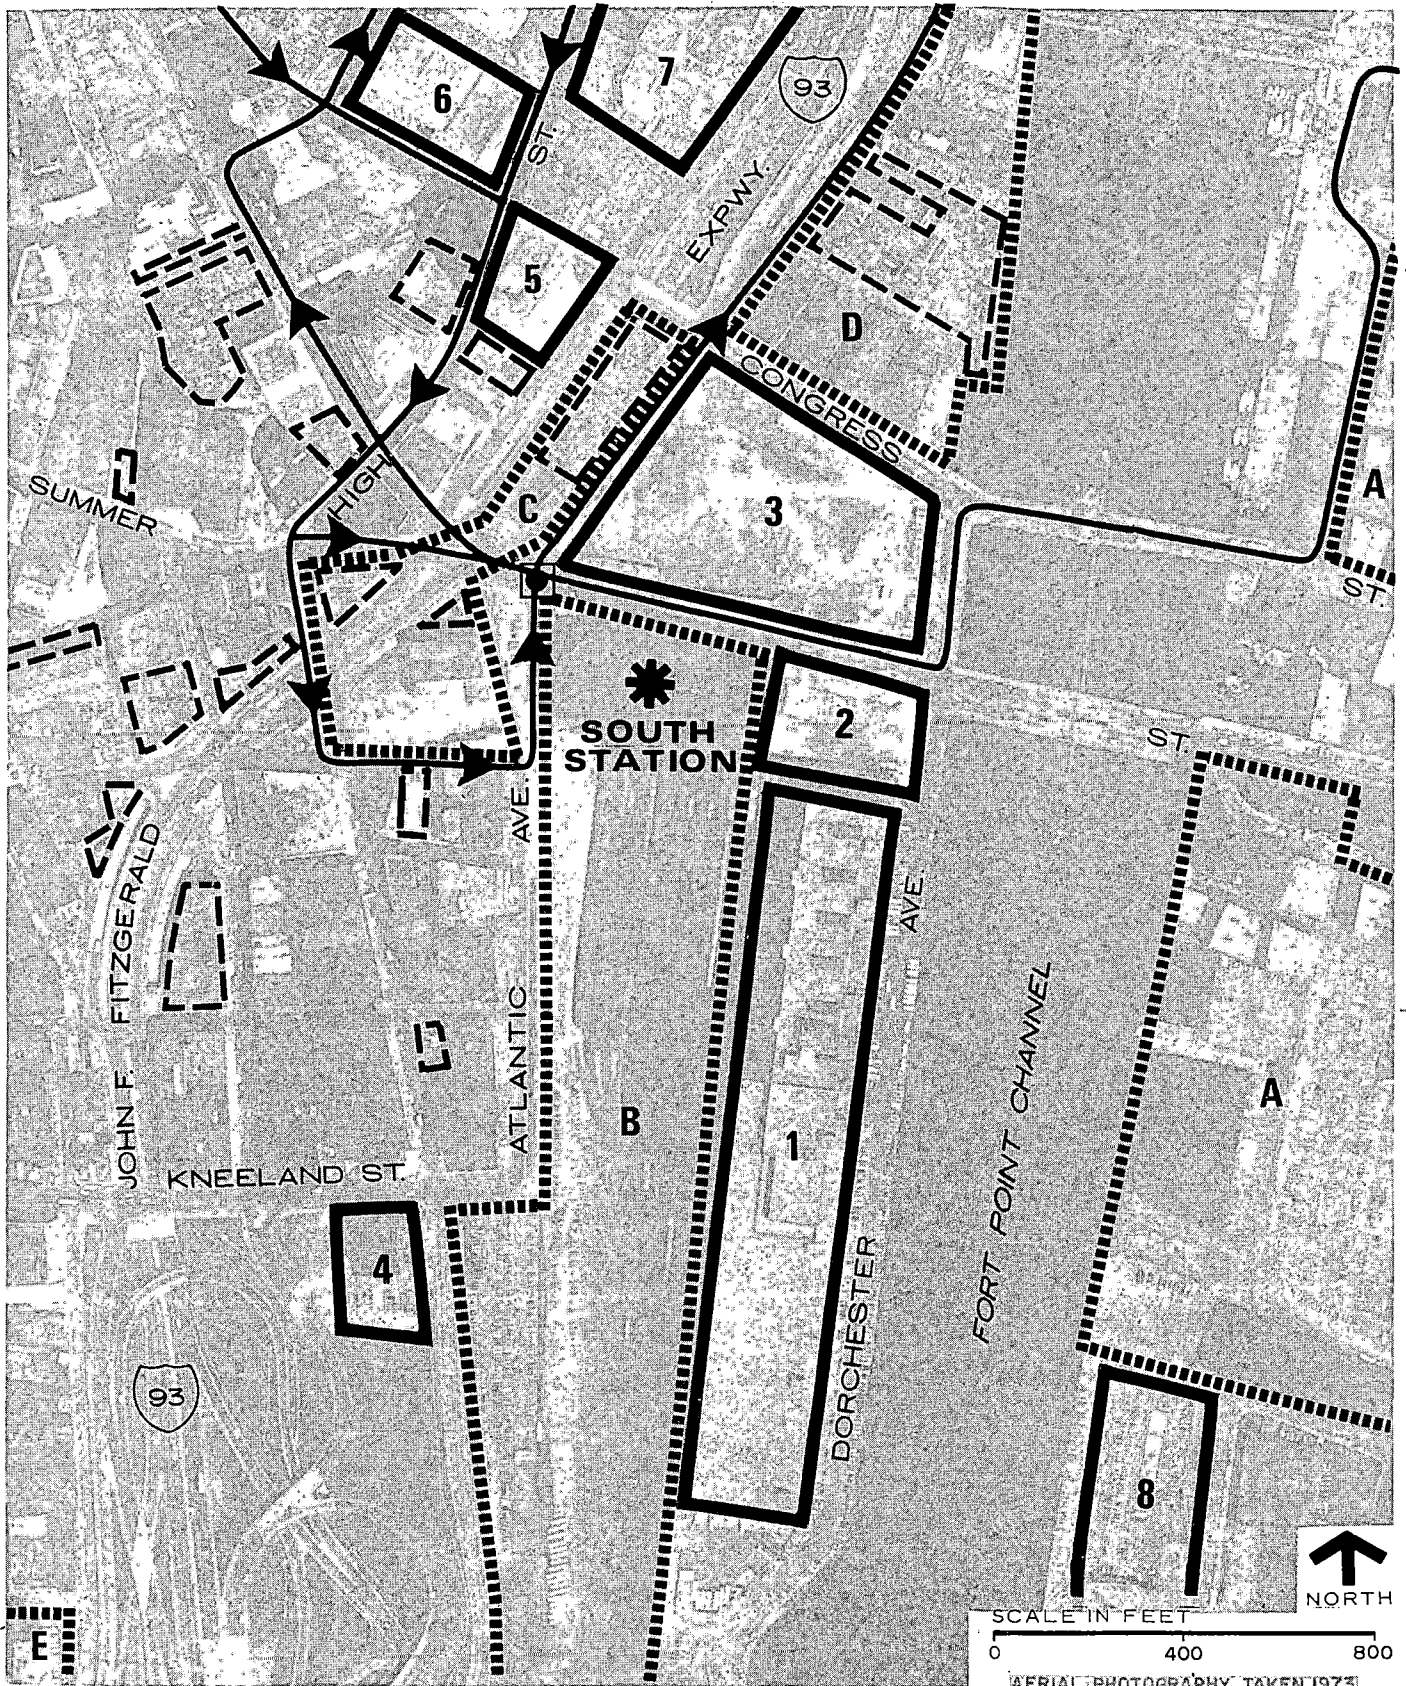 6
7
93
ST.
EXPWY.
5
D
CONGRESS
A
SUMMER
HIGH
C
3
ST.
SOUTH
STATION
2
ST.
AVE.
AVE.
JOHN F. FITZGERALD
ATLANTIC
FORT POINT CHANNEL
A
B
1
KNEELAND ST.
4
DORCHESTER
93
8
NORTH
E
SCALE IN FEET
0 400 800
AERIAL PHOTOGRAPHY TAKEN 1973